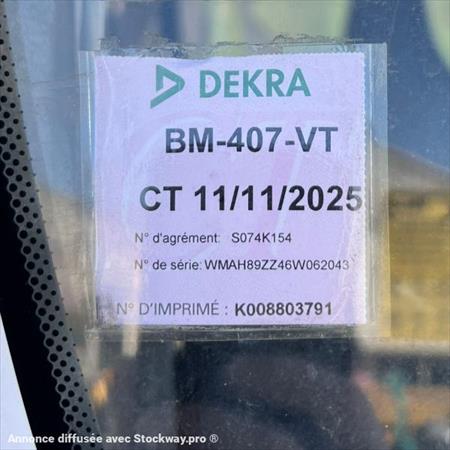 DEKRA
BM-407-VT
CT 11/11/2025
N° d'agrément: S074K154
N° de série: WMAH89ZZ46W062043
N° D'IMPRIMÉ : K008803791
Annonce diffusée avec Stockway.pro ®